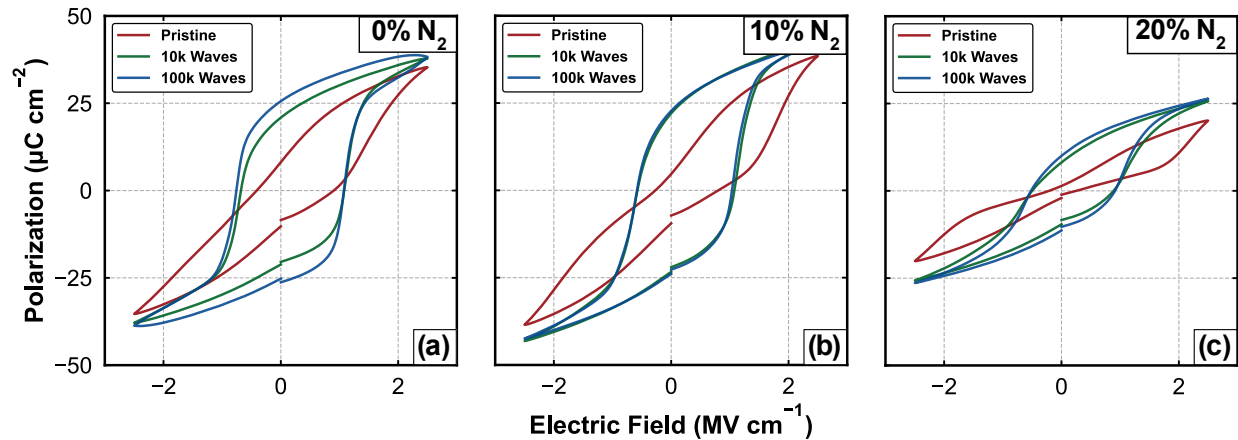 Polarization (µC cm⁻²)
50
25
0
−25
−50
0% N₂
Pristine
10k Waves
100k Waves
(a)
−2
0
2
10% N₂
Pristine
10k Waves
100k Waves
(b)
−2
0
2
20% N₂
Pristine
10k Waves
100k Waves
(c)
−2
0
2
Electric Field (MV cm⁻¹)